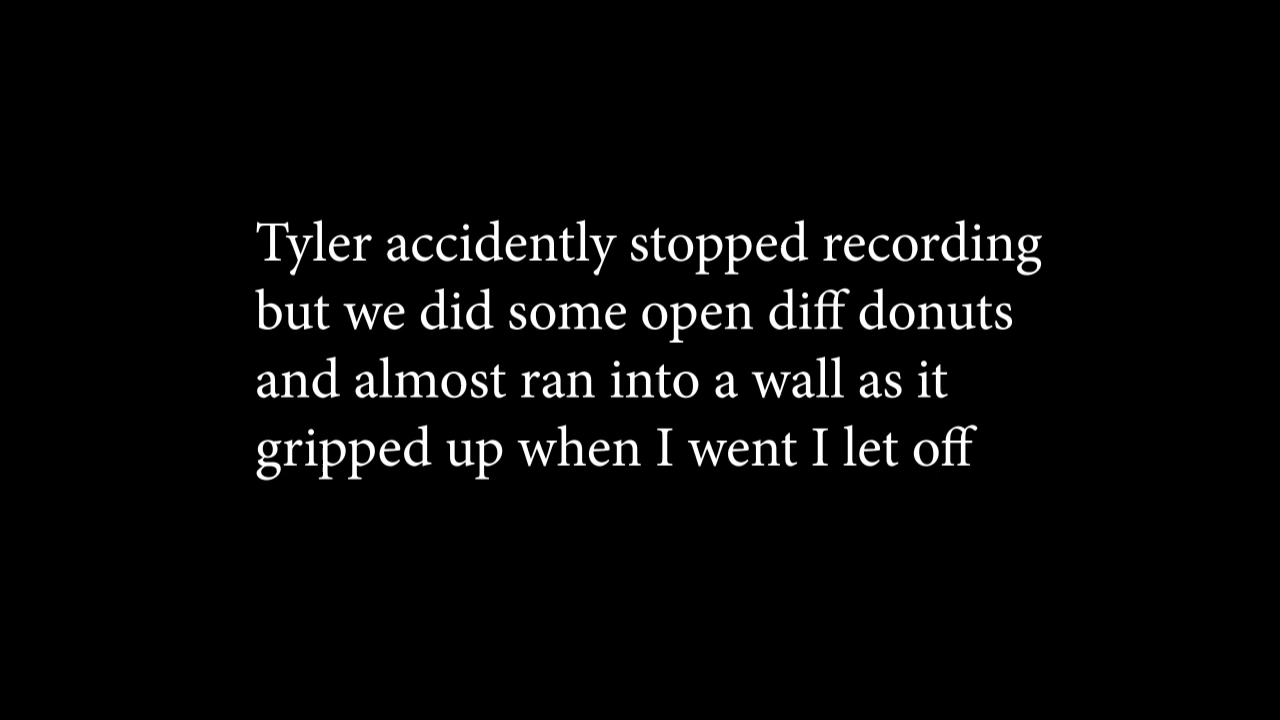 Tyler accidently stopped recording
but we did some open diff donuts
and almost ran into a wall as it
gripped up when I went I let off